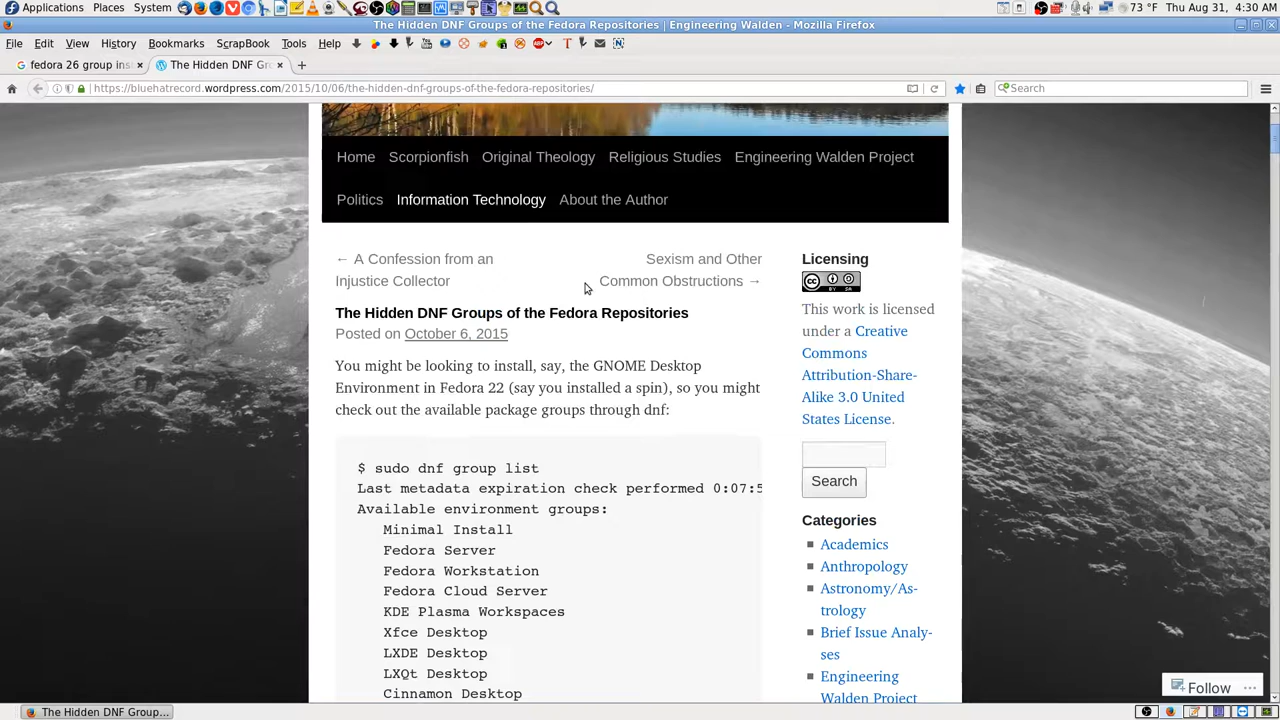 Applications Places System 73 °F Thu Aug 31, 4:30 AM
The Hidden DNF Groups of the Fedora Repositories | Engineering Walden - Mozilla Firefox
File Edit View History Bookmarks ScrapBook Tools Help
fedora 26 group ins
The Hidden DNF Gro
https://bluehatrecord.wordpress.com/2015/10/06/the-hidden-dnf-groups-of-the-fedora-repositories/
Search
Home Scorpionfish Original Theology Religious Studies Engineering Walden Project
Politics Information Technology About the Author
← A Confession from an
Injustice Collector
Sexism and Other
Common Obstructions →
The Hidden DNF Groups of the Fedora Repositories
Posted on October 6, 2015
You might be looking to install, say, the GNOME Desktop
Environment in Fedora 22 (say you installed a spin), so you might
check out the available package groups through dnf:
$ sudo dnf group list
Last metadata expiration check performed 0:07:5
Available environment groups:
Minimal Install
Fedora Server
Fedora Workstation
Fedora Cloud Server
KDE Plasma Workspaces
Xfce Desktop
LXDE Desktop
LXQt Desktop
Cinnamon Desktop
Licensing
This work is licensed
under a Creative
Commons
Attribution-Share-
Alike 3.0 United
States License.
Search
Categories
Academics
Anthropology
Astronomy/As-
trology
Brief Issue Analy-
ses
Engineering
Walden Project
Follow
The Hidden DNF Group...